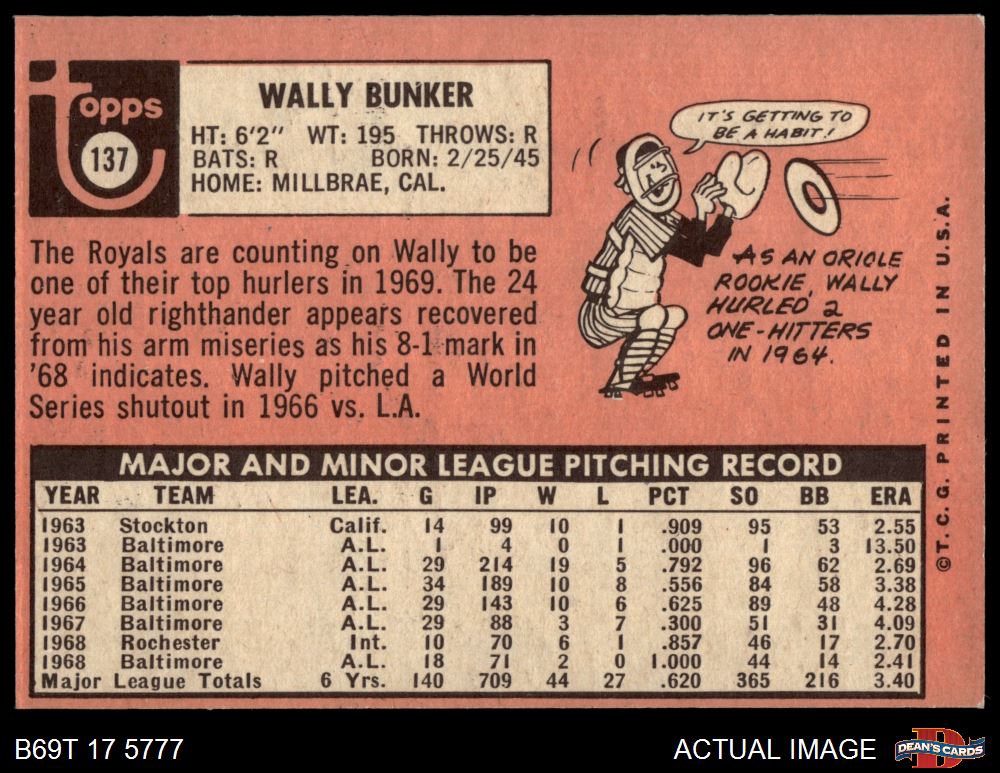 Topps
137
WALLY BUNKER
HT: 6'2" WT: 195 THROWS: R
BATS: R BORN: 2/25/45
HOME: MILLBRAE, CAL.
The Royals are counting on Wally to be
one of their top hurlers in 1969. The 24
year old righthander appears recovered
from his arm miseries as his 8-1 mark in
'68 indicates. Wally pitched a World
Series shutout in 1966 vs. L.A.
IT'S GETTING TO
BE A HABIT!
AS AN ORIOLE
ROOKIE, WALLY
HURLED 2
ONE-HITTERS
IN 1964.
©T. C. G. PRINTED IN U.S.A.
MAJOR AND MINOR LEAGUE PITCHING RECORD
YEAR TEAM LEA. G IP W L PCT SO BB ERA
1963 Stockton Calif. 14 99 10 1 .909 95 53 2.55
1963 Baltimore A.L. 1 4 0 1 .000 1 3 13.50
1964 Baltimore A.L. 29 214 19 5 .792 96 62 2.69
1965 Baltimore A.L. 34 189 10 8 .556 84 58 3.38
1966 Baltimore A.L. 29 143 10 6 .625 89 48 4.28
1967 Baltimore A.L. 29 88 3 7 .300 51 31 4.09
1968 Rochester Int. 10 70 6 1 .857 46 17 2.70
1968 Baltimore A.L. 18 71 2 0 1.000 44 14 2.41
Major League Totals 6 Yrs. 140 709 44 27 .620 365 216 3.40
B69T 17 5777
ACTUAL IMAGE
DEAN'S CARDS